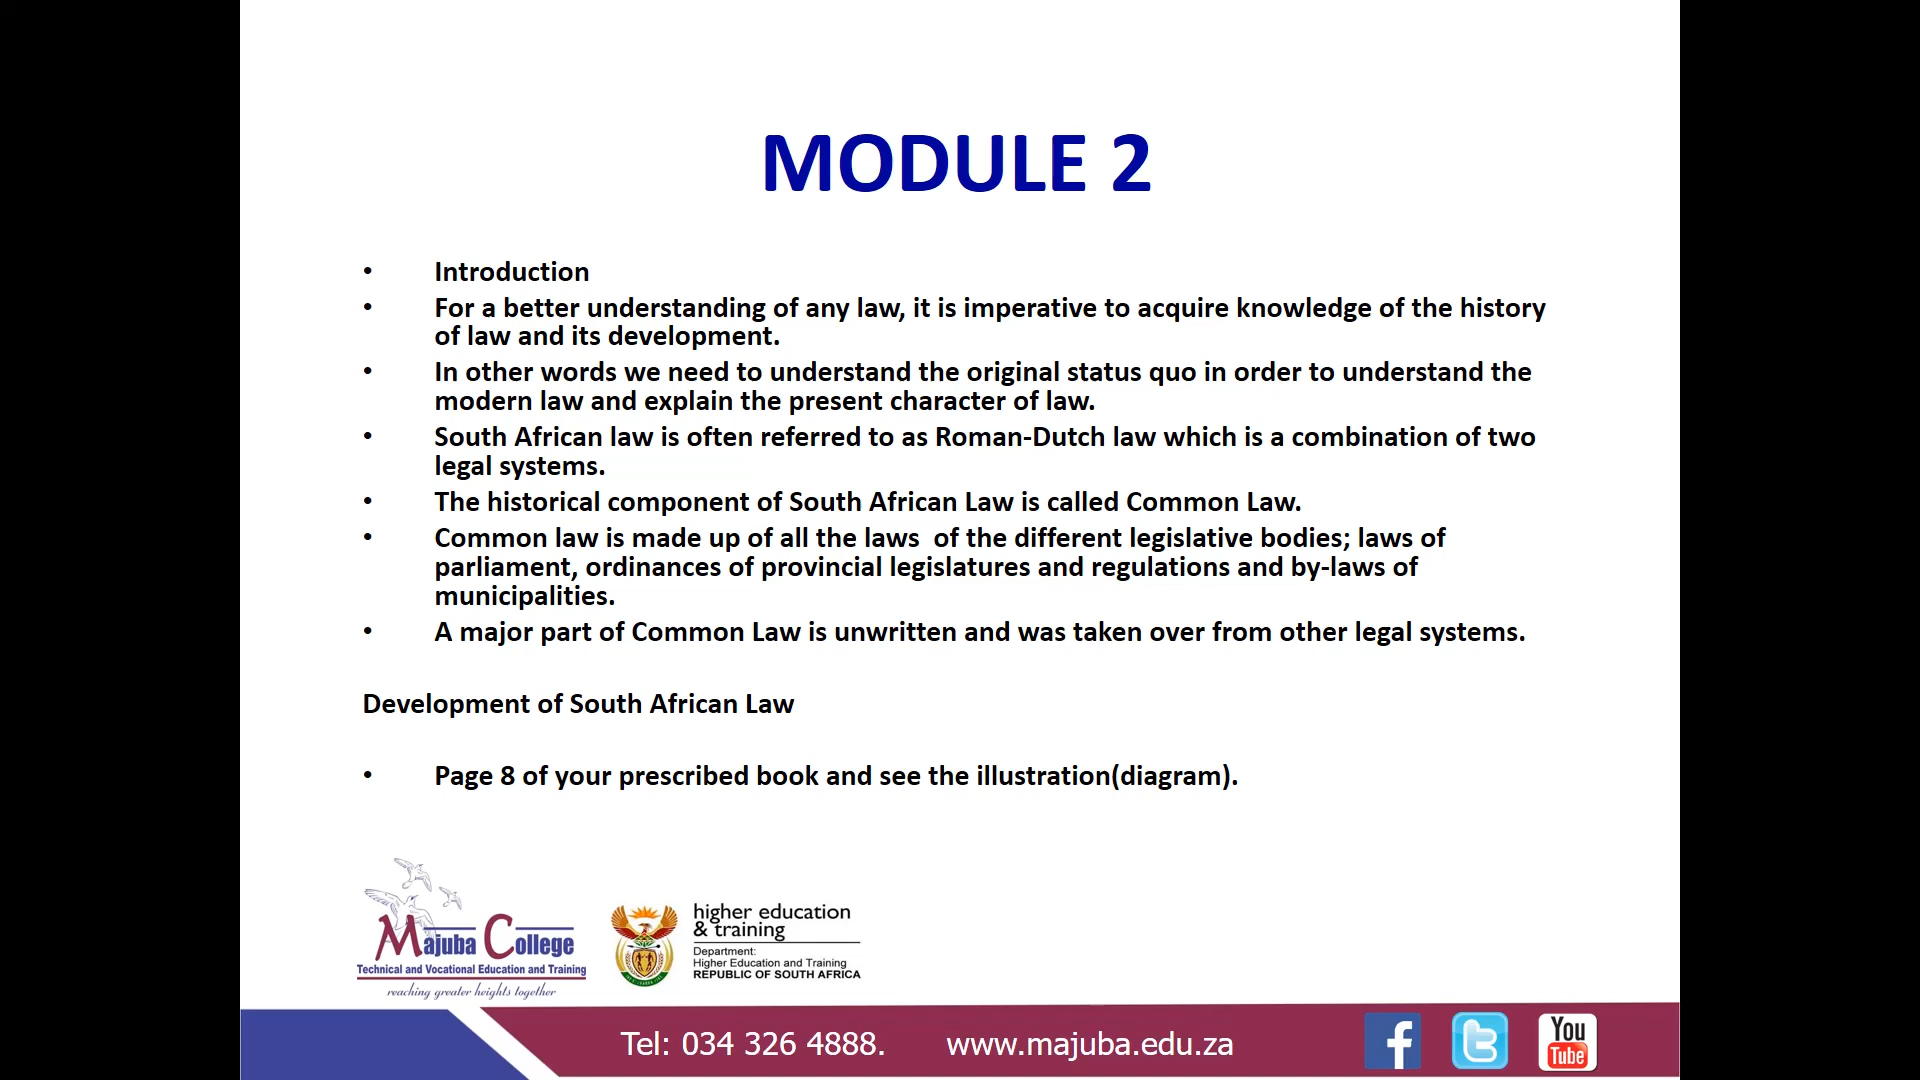 MODULE 2
• Introduction
• For a better understanding of any law, it is imperative to acquire knowledge of the history
of law and its development.
• In other words we need to understand the original status quo in order to understand the
modern law and explain the present character of law.
• South African law is often referred to as Roman-Dutch law which is a combination of two
legal systems.
• The historical component of South African Law is called Common Law.
• Common law is made up of all the laws  of the different legislative bodies; laws of
parliament, ordinances of provincial legislatures and regulations and by-laws of
municipalities.
• A major part of Common Law is unwritten and was taken over from other legal systems.
Development of South African Law
• Page 8 of your prescribed book and see the illustration(diagram).
Majuba College
Technical and Vocational Education and Training
reaching greater heights together
higher education
& training
Department:
Higher Education and Training
REPUBLIC OF SOUTH AFRICA
Tel: 034 326 4888. www.majuba.edu.za
You
Tube